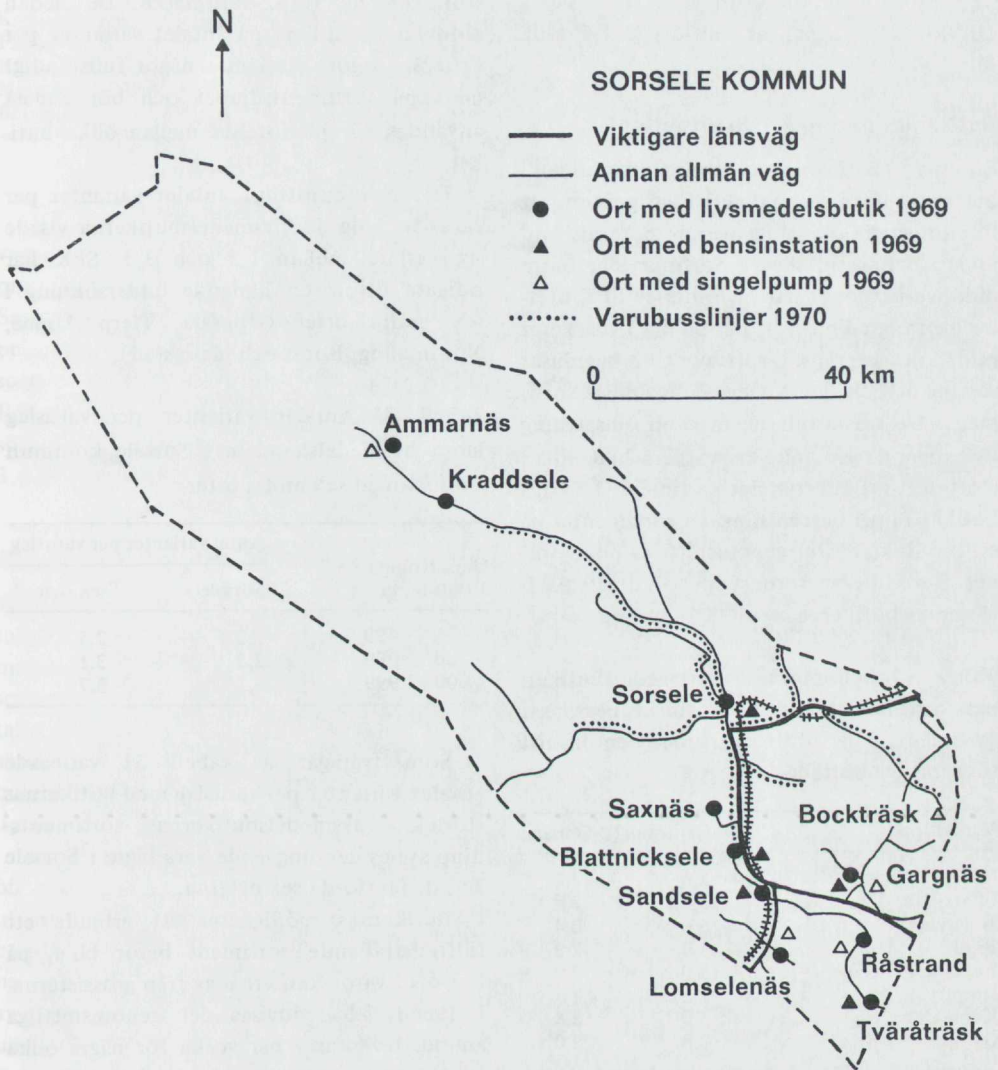 N
SORSELE KOMMUN
Viktigare länsväg
Annan allmän väg
Ort med livsmedelsbutik 1969
Ort med bensinstation 1969
Ort med singelpump 1969
Varubusslinjer 1970
0 40 km
Ammarnäs
Kraddsele
Sorsele
Saxnäs
Bockträsk
Blattnicksele
Gargnäs
Sandsele
Råstrand
Lomselenäs
Tväråträsk